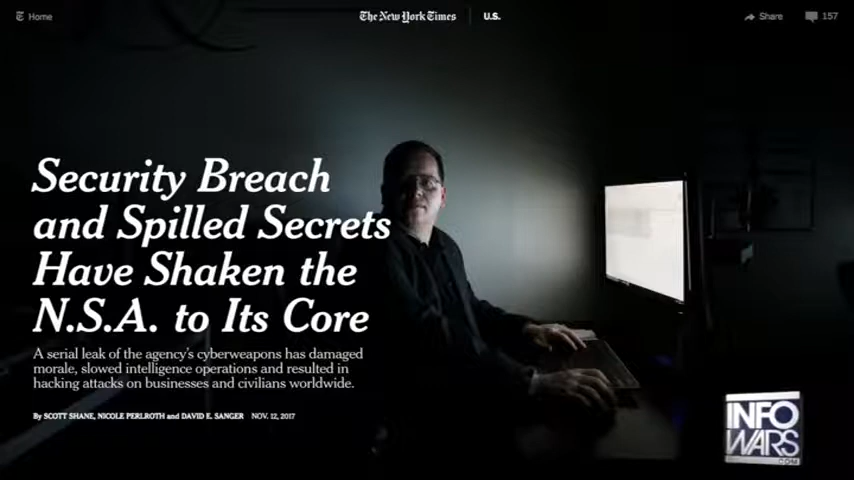 Home
The New York Times
U.S.
Share
157
Security Breach
and Spilled Secrets
Have Shaken the
N.S.A. to Its Core
A serial leak of the agency's cyberweapons has damaged
morale, slowed intelligence operations and resulted in
hacking attacks on businesses and civilians worldwide.
By SCOTT SHANE, NICOLE PERLROTH and DAVID E. SANGER NOV. 12, 2017
INFO
WARS
.COM